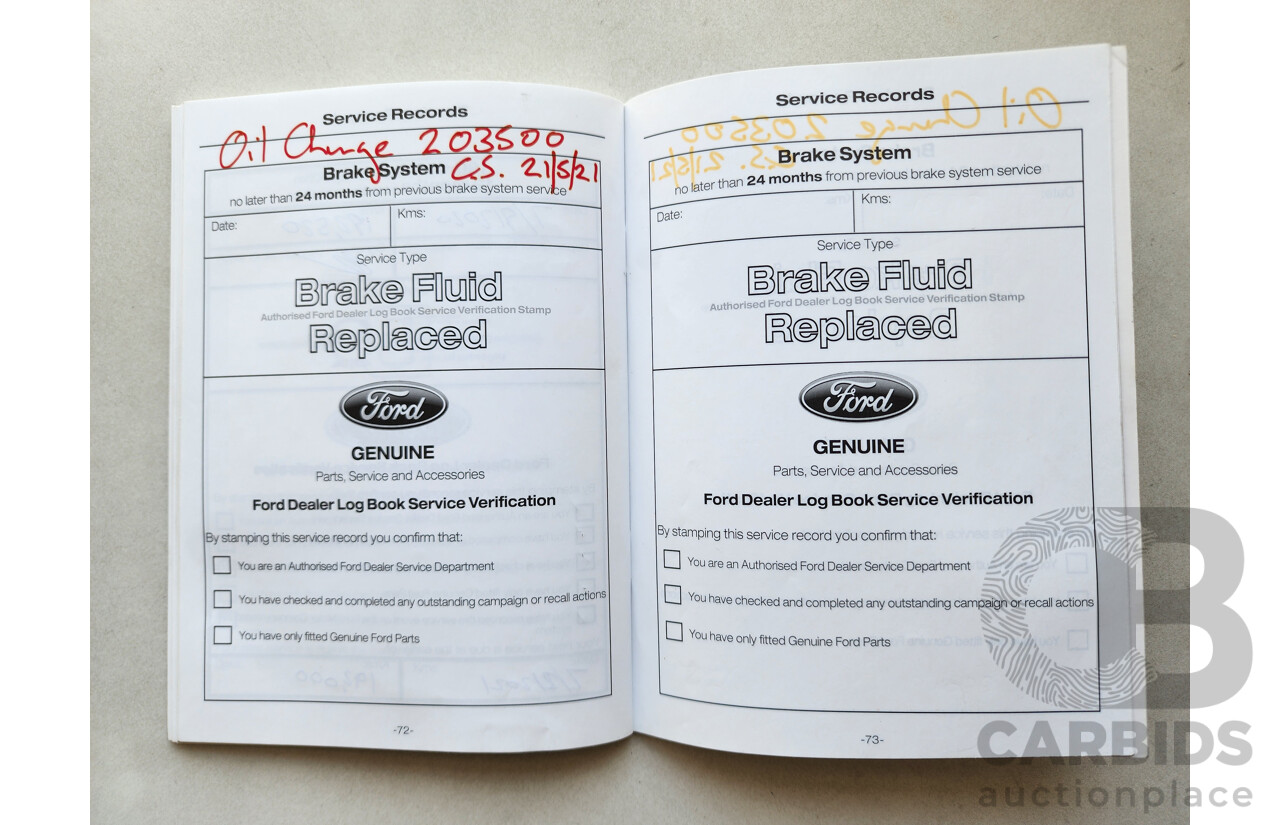 Service Records
Oil Change 203500
Brake System G.S. 21/5/21
no later than 24 months from previous brake system service
Date:
Kms:
Service Type
Brake Fluid
Authorised Ford Dealer Log Book Service Verification Stamp
Replaced
Ford
GENUINE
Parts, Service and Accessories
Ford Dealer Log Book Service Verification
By stamping this service record you confirm that:
You are an Authorised Ford Dealer Service Department
You have checked and completed any outstanding campaign or recall actions
You have only fitted Genuine Ford Parts
-72-
Service Records
Brake System
no later than 24 months from previous brake system service
Date:
Kms:
Service Type
Brake Fluid
Authorised Ford Dealer Log Book Service Verification Stamp
Replaced
Ford
GENUINE
Parts, Service and Accessories
Ford Dealer Log Book Service Verification
By stamping this service record you confirm that:
You are an Authorised Ford Dealer Service Department
You have checked and completed any outstanding campaign or recall actions
You have only fitted Genuine Ford Parts
-73-
CB
CARBIDS
auctionplace